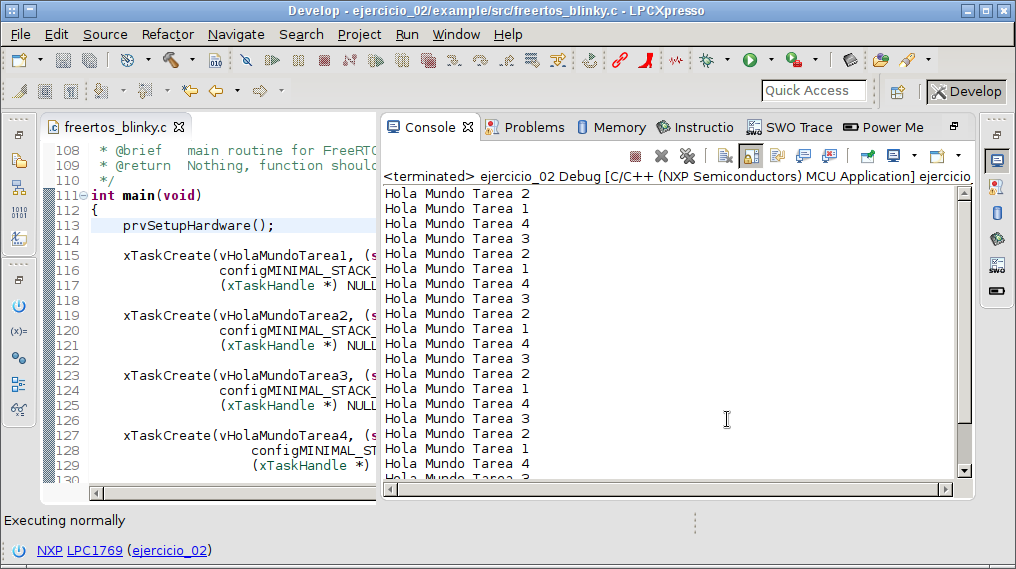 Develop - ejercicio_02/example/src/freertos_blinky.c - LPCXpresso
File Edit Source Refactor Navigate Search Project Run Window Help
Quick Access
Develop
freertos_blinky.c
108 * @brief main routine for FreeRT
109 * @return Nothing, function shoul
110 */
111 int main(void)
112 {
113 prvSetupHardware();
114
115 xTaskCreate(vHolaMundoTarea1, (s
116 configMINIMAL_STACK_
117 (xTaskHandle *) NULL
118
119 xTaskCreate(vHolaMundoTarea2, (s
120 configMINIMAL_STACK_
121 (xTaskHandle *) NULL
122
123 xTaskCreate(vHolaMundoTarea3, (s
124 configMINIMAL_STACK_
125 (xTaskHandle *) NULL
126
127 xTaskCreate(vHolaMundoTarea4, (s
128 configMINIMAL_ST
129 (xTaskHandle *)
130
Console Problems Memory Instructio SWO Trace Power Me
<terminated> ejercicio_02 Debug [C/C++ (NXP Semiconductors) MCU Application] ejercicio_
Hola Mundo Tarea 2
Hola Mundo Tarea 1
Hola Mundo Tarea 4
Hola Mundo Tarea 3
Hola Mundo Tarea 2
Hola Mundo Tarea 1
Hola Mundo Tarea 4
Hola Mundo Tarea 3
Hola Mundo Tarea 2
Hola Mundo Tarea 1
Hola Mundo Tarea 4
Hola Mundo Tarea 3
Hola Mundo Tarea 2
Hola Mundo Tarea 1
Hola Mundo Tarea 4
Hola Mundo Tarea 3
Hola Mundo Tarea 2
Hola Mundo Tarea 1
Hola Mundo Tarea 4
Hola Mundo Tarea 3
Executing normally
NXP LPC1769 (ejercicio_02)